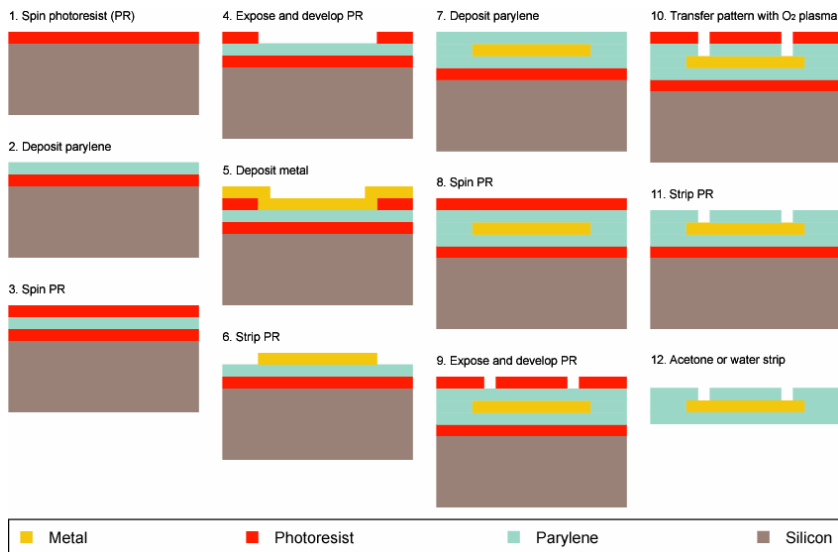 1. Spin photoresist (PR)
2. Deposit parylene
3. Spin PR
4. Expose and develop PR
5. Deposit metal
6. Strip PR
7. Deposit parylene
8. Spin PR
9. Expose and develop PR
10. Transfer pattern with O₂ plasma
11. Strip PR
12. Acetone or water strip
Metal Photoresist Parylene Silicon